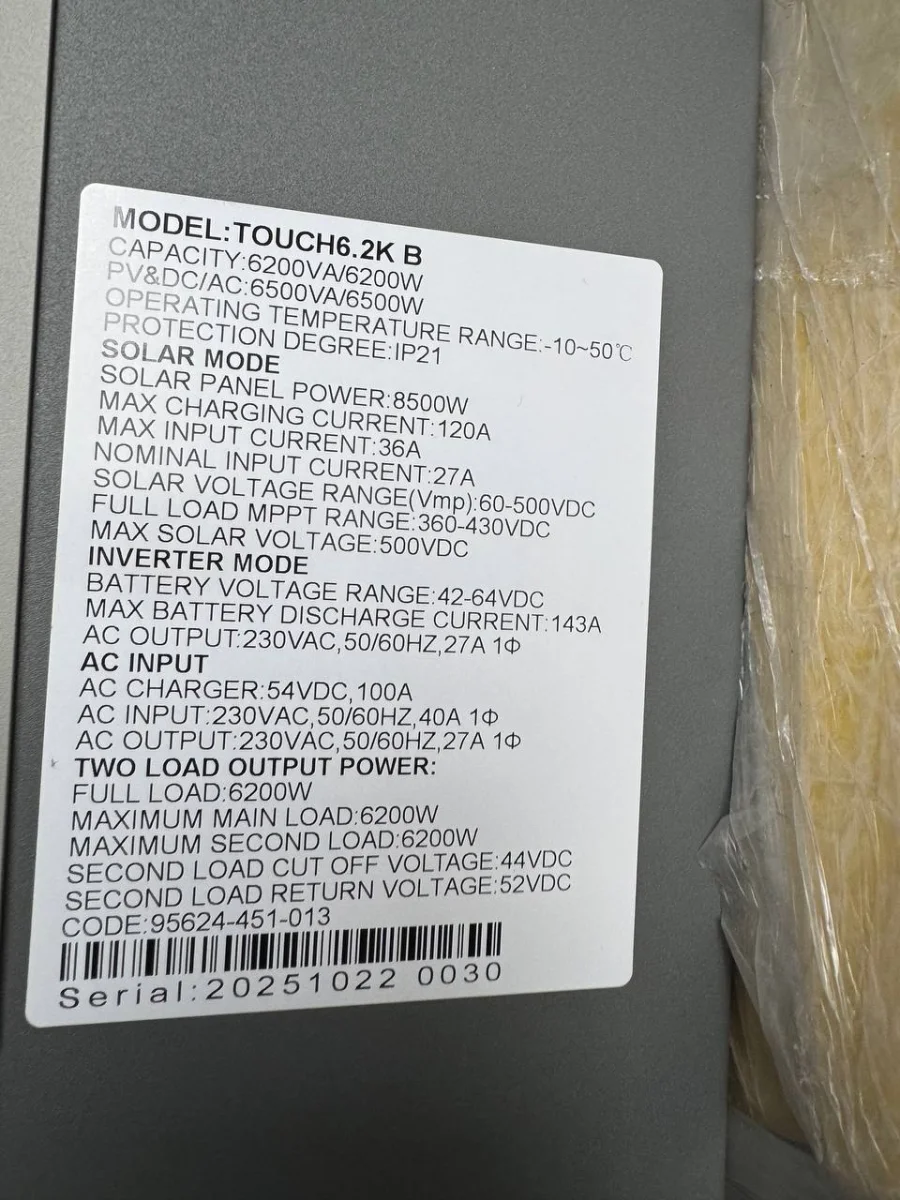 MODEL:TOUCH6.2K B
CAPACITY:6200VA/6200W
PV&DC/AC:6500VA/6500W
OPERATING TEMPERATURE RANGE:-10~50℃
PROTECTION DEGREE:IP21
SOLAR MODE
SOLAR PANEL POWER:8500W
MAX CHARGING CURRENT:120A
MAX INPUT CURRENT:36A
NOMINAL INPUT CURRENT:27A
SOLAR VOLTAGE RANGE(Vmp):60-500VDC
FULL LOAD MPPT RANGE:360-430VDC
MAX SOLAR VOLTAGE:500VDC
INVERTER MODE
BATTERY VOLTAGE RANGE:42-64VDC
MAX BATTERY DISCHARGE CURRENT:143A
AC OUTPUT:230VAC,50/60HZ,27A 1Φ
AC INPUT
AC CHARGER:54VDC,100A
AC INPUT:230VAC,50/60HZ,40A 1Φ
AC OUTPUT:230VAC,50/60HZ,27A 1Φ
TWO LOAD OUTPUT POWER:
FULL LOAD:6200W
MAXIMUM MAIN LOAD:6200W
MAXIMUM SECOND LOAD:6200W
SECOND LOAD CUT OFF VOLTAGE:44VDC
SECOND LOAD RETURN VOLTAGE:52VDC
CODE:95624-451-013
Serial:20251022 0030